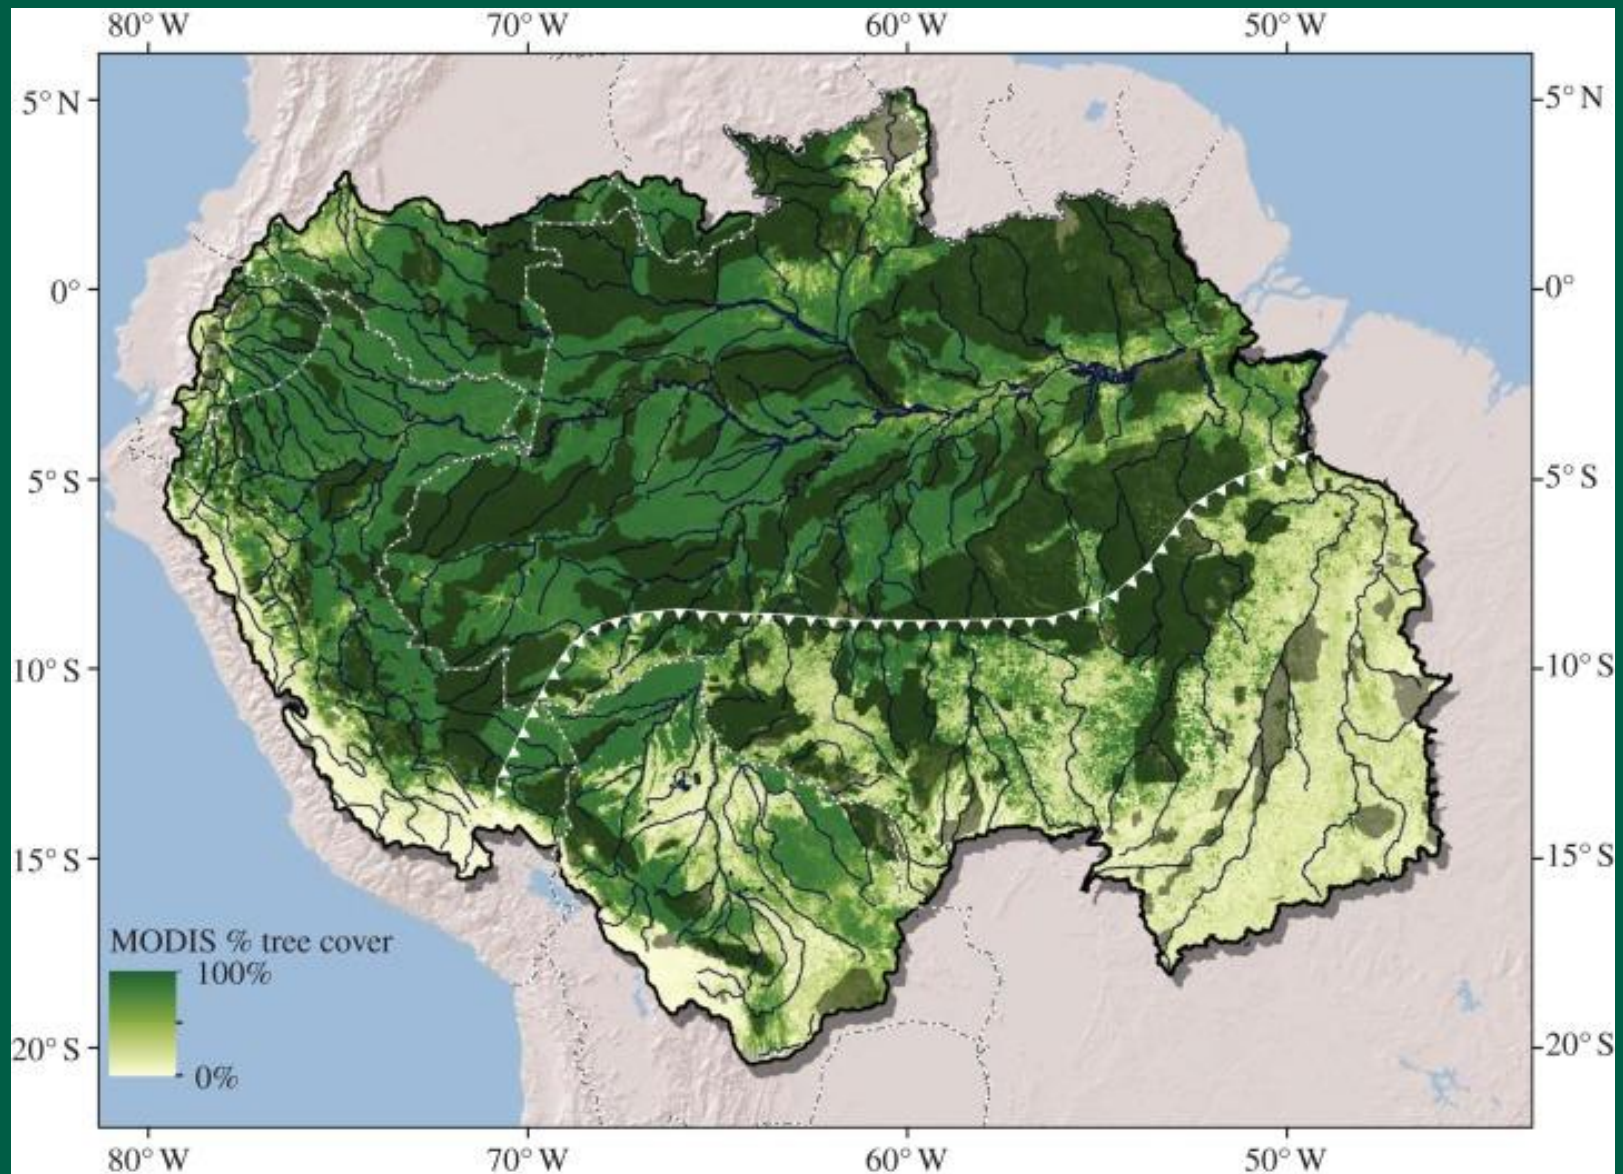 80° W 70° W 60° W 50° W
5° N 5° N
0° 0°
5° S 5° S
10° S 10° S
15° S 15° S
MODIS % tree cover
100%
0%
20° S 20° S
80° W 70° W 60° W 50° W